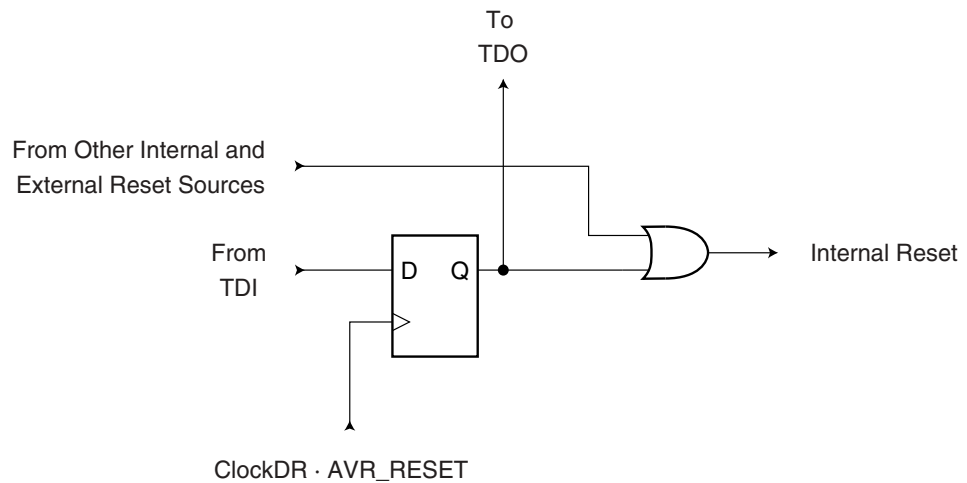 To
TDO
From Other Internal and
External Reset Sources
From
TDI
D
Q
Internal Reset
ClockDR · AVR_RESET